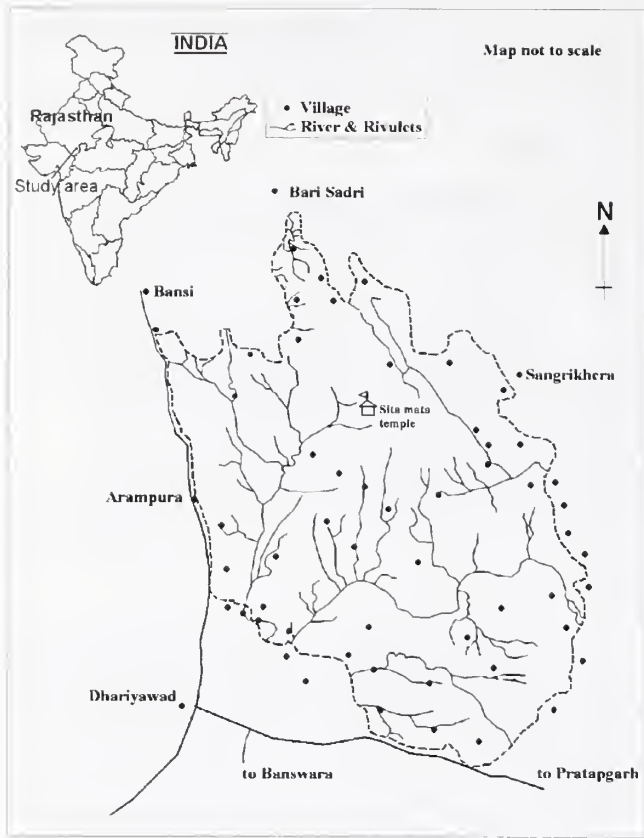 INDIA
Map not to scale
Rajasthan
Village
River & Rivulets
Study area
Bari Sadri
N
Bansi
Sangrikhera
Sita mata
temple
Arampura
Dhariyawad
to Banswara
to Pratapgarh